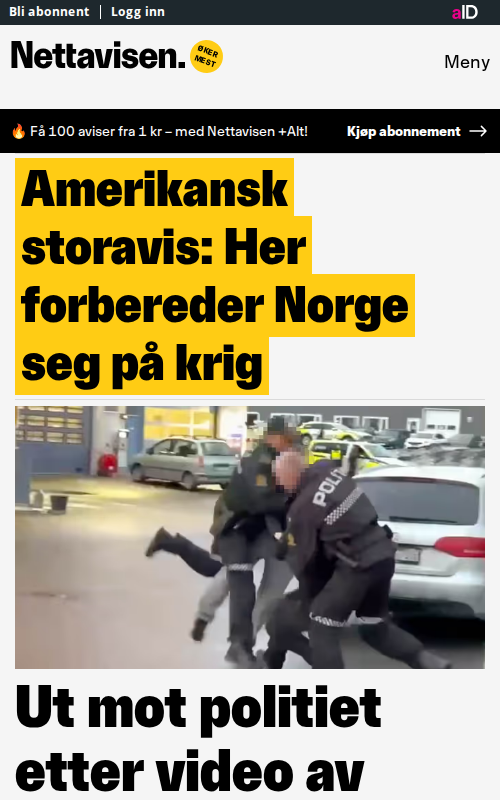 Bli abonnent | Logg inn
aID
Nettavisen.
ØKER
MEST
Meny
🔥 Få 100 aviser fra 1 kr – med Nettavisen +Alt!
Kjøp abonnement →
Amerikansk
storavis: Her
forbereder Norge
seg på krig
POLITI
Ut mot politiet
etter video av